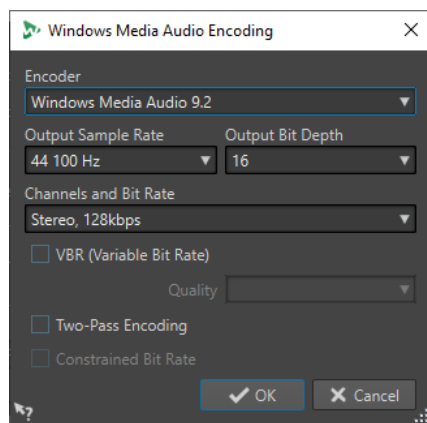 Windows Media Audio Encoding
Encoder
Windows Media Audio 9.2
Output Sample Rate Output Bit Depth
44 100 Hz 16
Channels and Bit Rate
Stereo, 128kbps
VBR (Variable Bit Rate)
Quality
Two-Pass Encoding
Constrained Bit Rate
OK Cancel
?